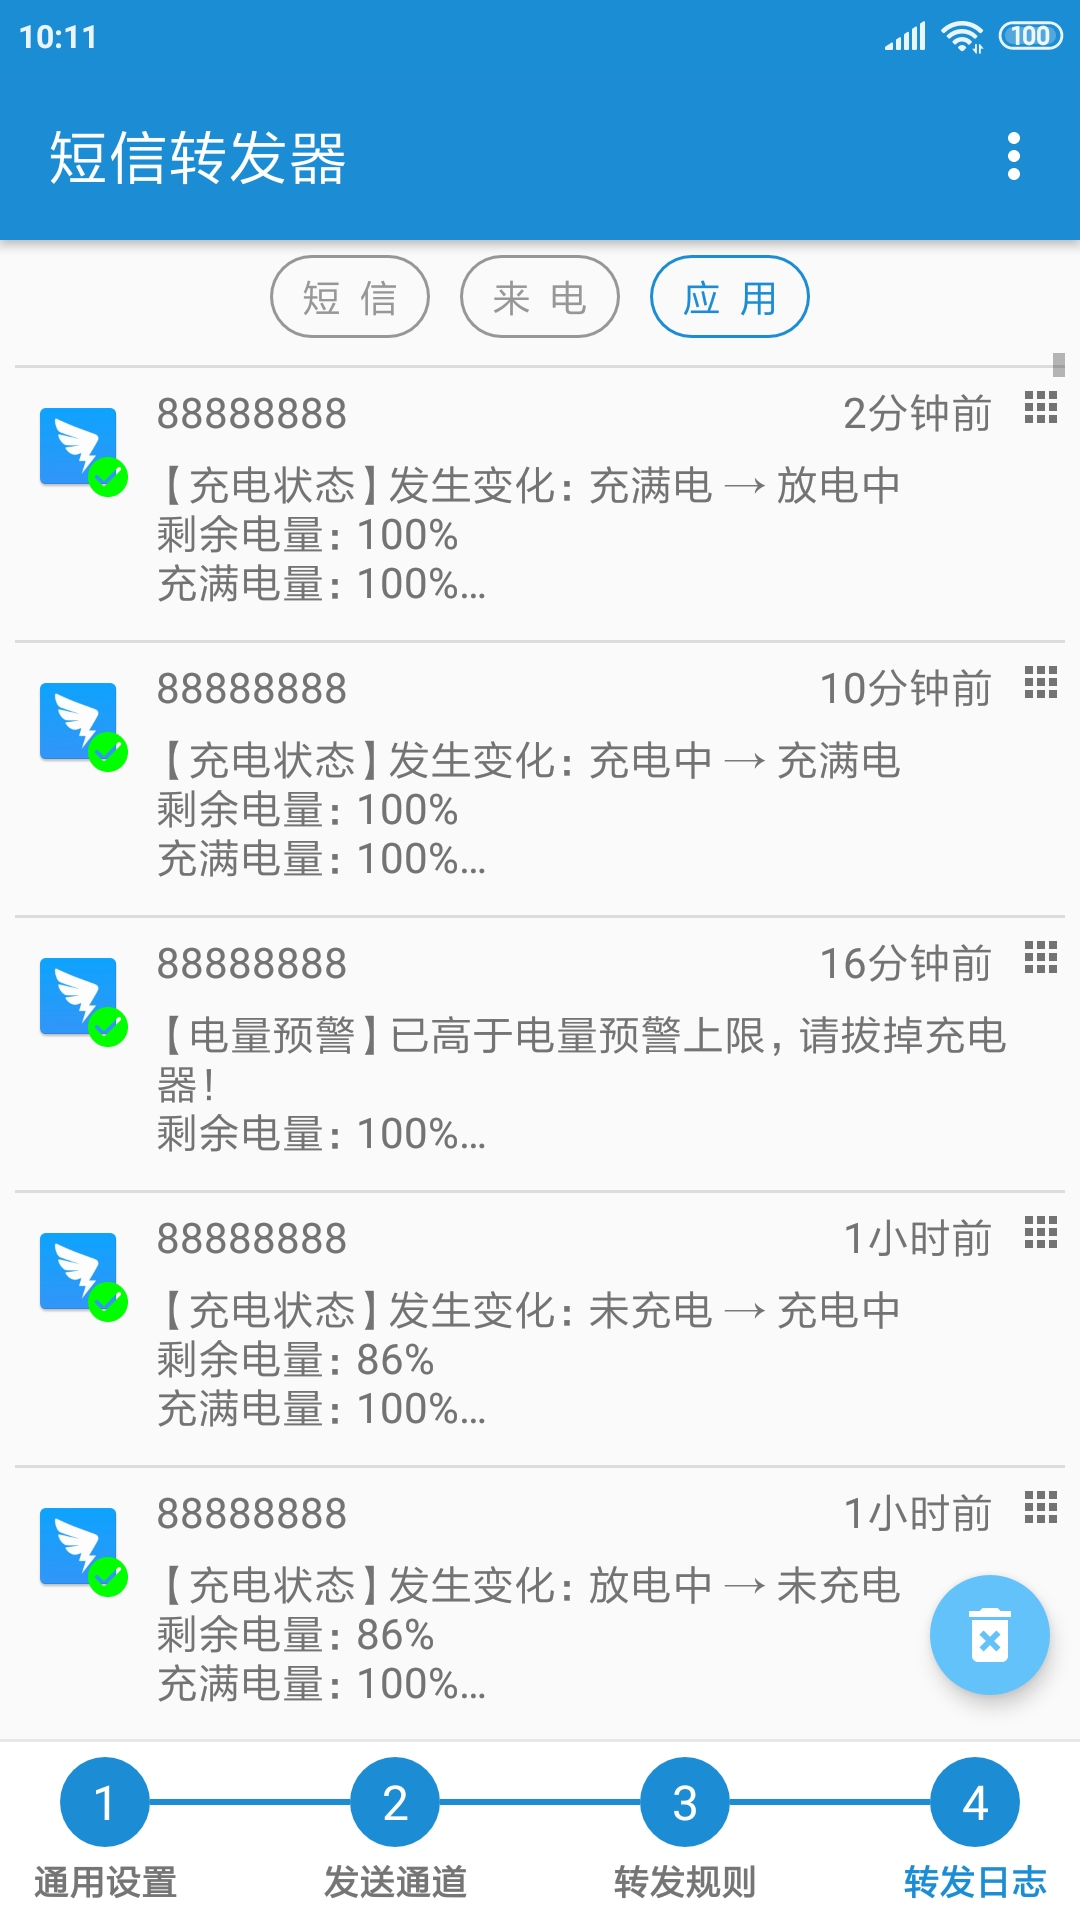 10:11
100
短信转发器
短 信
来 电
应 用
88888888
2分钟前
【充电状态】发生变化：充满电 → 放电中
剩余电量：100%
充满电量：100%...
88888888
10分钟前
【充电状态】发生变化：充电中 → 充满电
剩余电量：100%
充满电量：100%...
88888888
16分钟前
【电量预警】已高于电量预警上限，请拔掉充电
器！
剩余电量：100%...
88888888
1小时前
【充电状态】发生变化：未充电 → 充电中
剩余电量：86%
充满电量：100%...
88888888
1小时前
【充电状态】发生变化：放电中 → 未充电
剩余电量：86%
充满电量：100%...
1
2
3
4
通用设置
发送通道
转发规则
转发日志